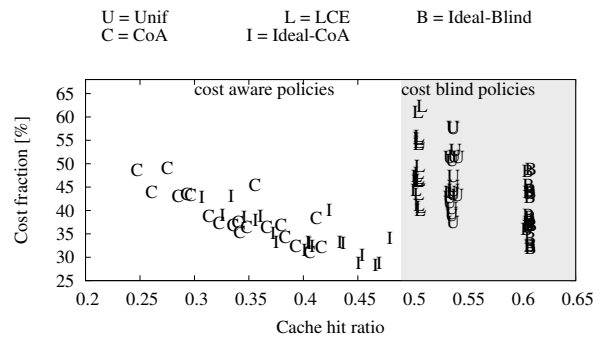 U = Unif L = LCE B = Ideal-Blind
C = CoA I = Ideal-CoA
cost aware policies cost blind policies
65
60
55
50
45
40
35
30
25
Cost fraction [%]
0.2 0.25 0.3 0.35 0.4 0.45 0.5 0.55 0.6 0.65
Cache hit ratio